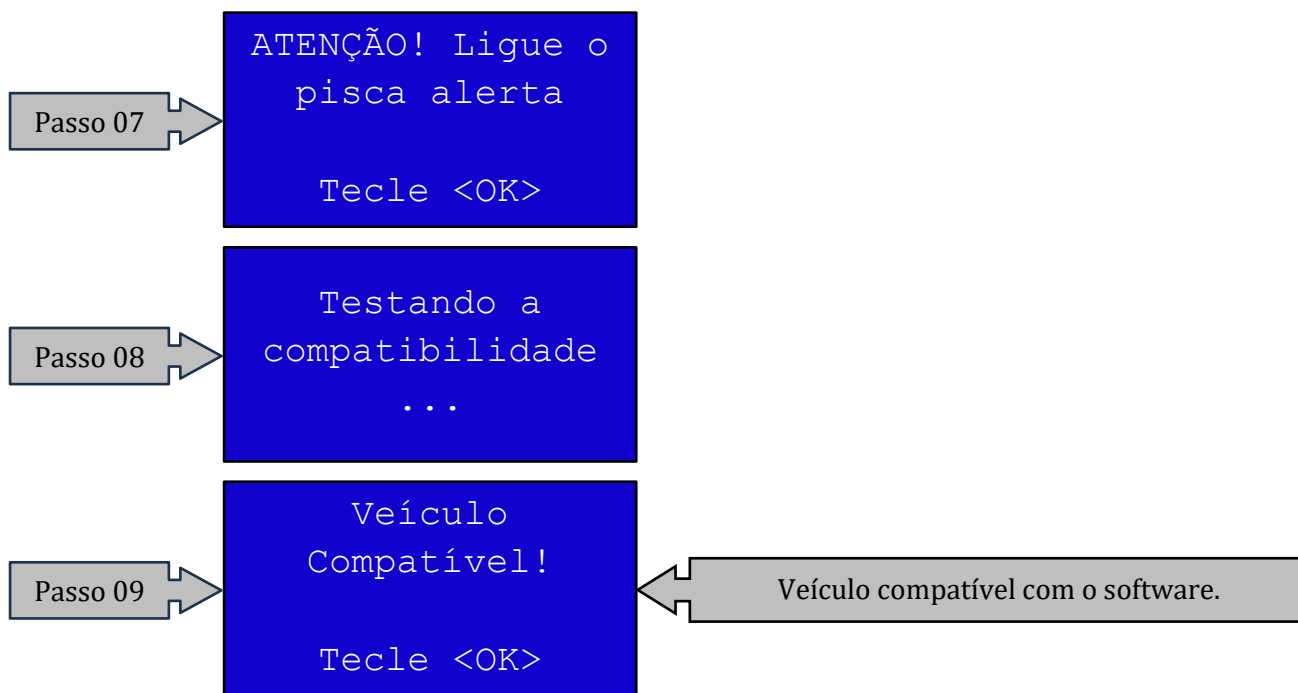 Passo 07
ATENÇÃO! Ligue o
pisca alerta
Tecle <OK>
Passo 08
Testando a
compatibilidade
...
Passo 09
Veículo
Compatível!
Tecle <OK>
Veículo compatível com o software.